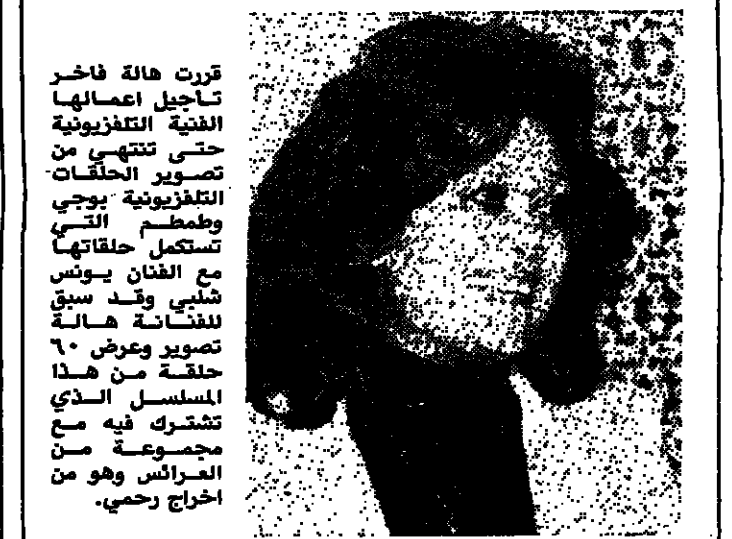 قررت هالة فاخر
تأجيل اعمالها
الفنية التلفزيونية
حتى تنتهي من
تصوير الحلقات
التلفزيونية بوجي
وطمطم التي
تستكمل حلقاتها
مع الفنان يونس
شلبي وقد سبق
للفنانة هالة
تصوير وعرض ٦٠
حلقة من هذا
المسلسل الذي
تشترك فيه مع
مجموعة من
العرائس وهو من
اخراج رحمي.